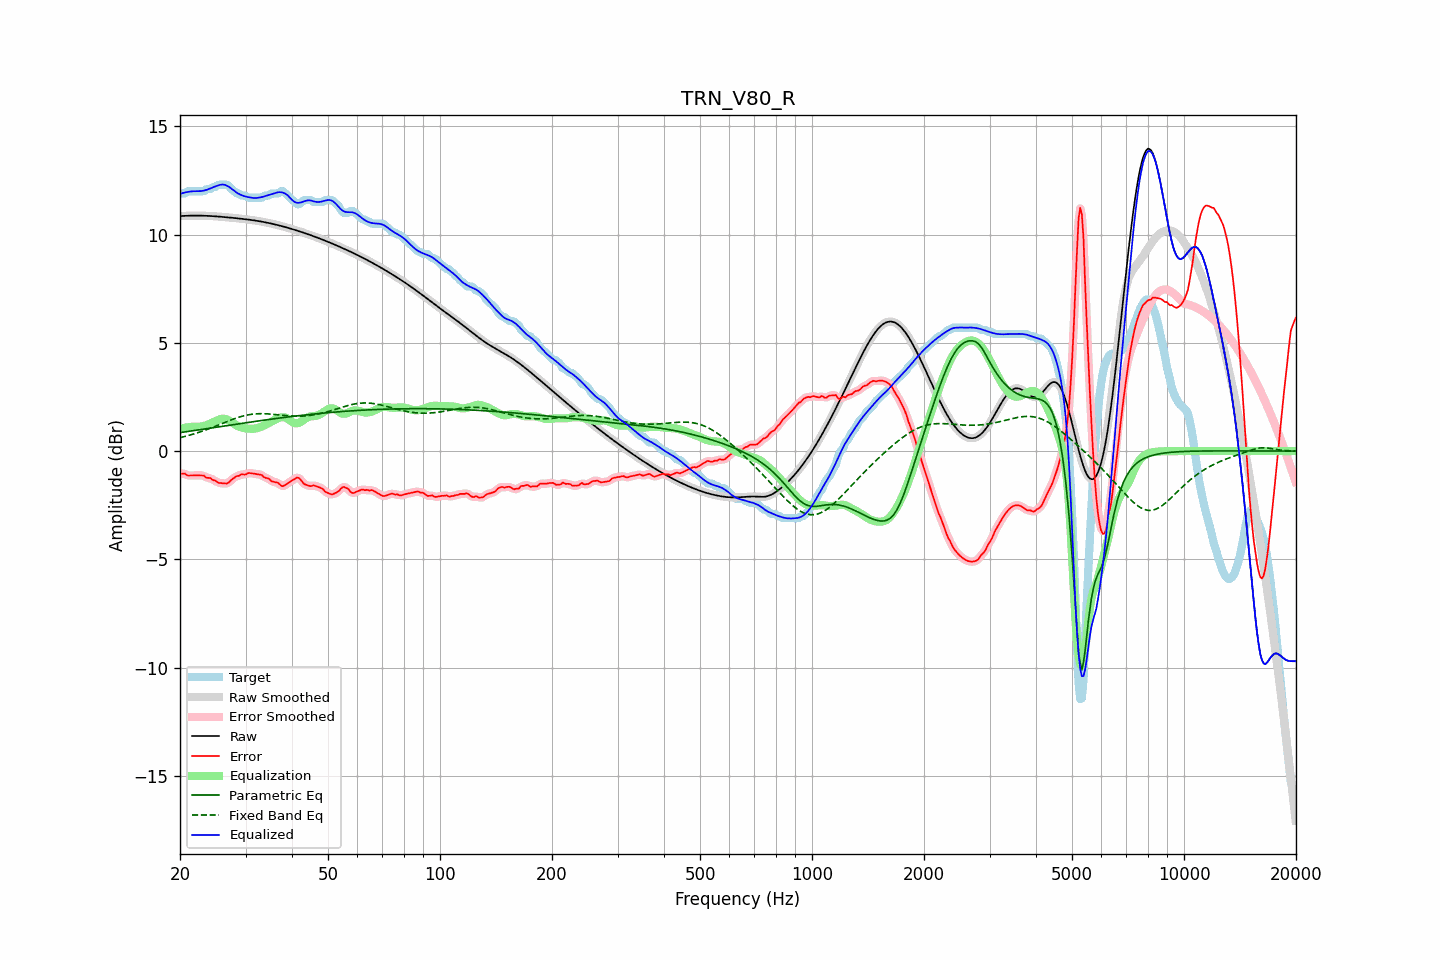 TRN_V80_R
Amplitude (dBr)
15
10
5
0
−5
−10
−15
Target
Raw Smoothed
Error Smoothed
Raw
Error
Equalization
Parametric Eq
Fixed Band Eq
Equalized
20 50 100 200 500 1000 2000 5000 10000 20000
Frequency (Hz)